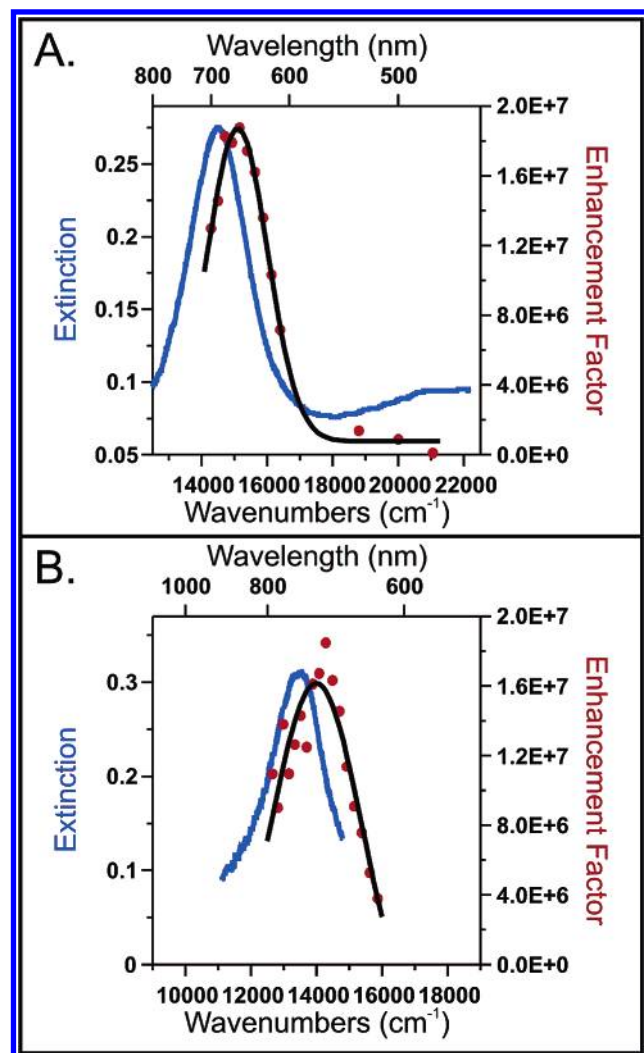 A.
Wavelength (nm)
800 700 600 500
Extinction
0.25
0.2
0.15
0.1
0.05
2.0E+7
1.6E+7
1.2E+7
8.0E+6
4.0E+6
0.0E+0
Enhancement Factor
14000 16000 18000 20000 22000
Wavenumbers (cm⁻¹)
B.
Wavelength (nm)
1000 800 600
Extinction
0.3
0.2
0.1
0
2.0E+7
1.6E+7
1.2E+7
8.0E+6
4.0E+6
0.0E+0
Enhancement Factor
10000 12000 14000 16000 18000
Wavenumbers (cm⁻¹)